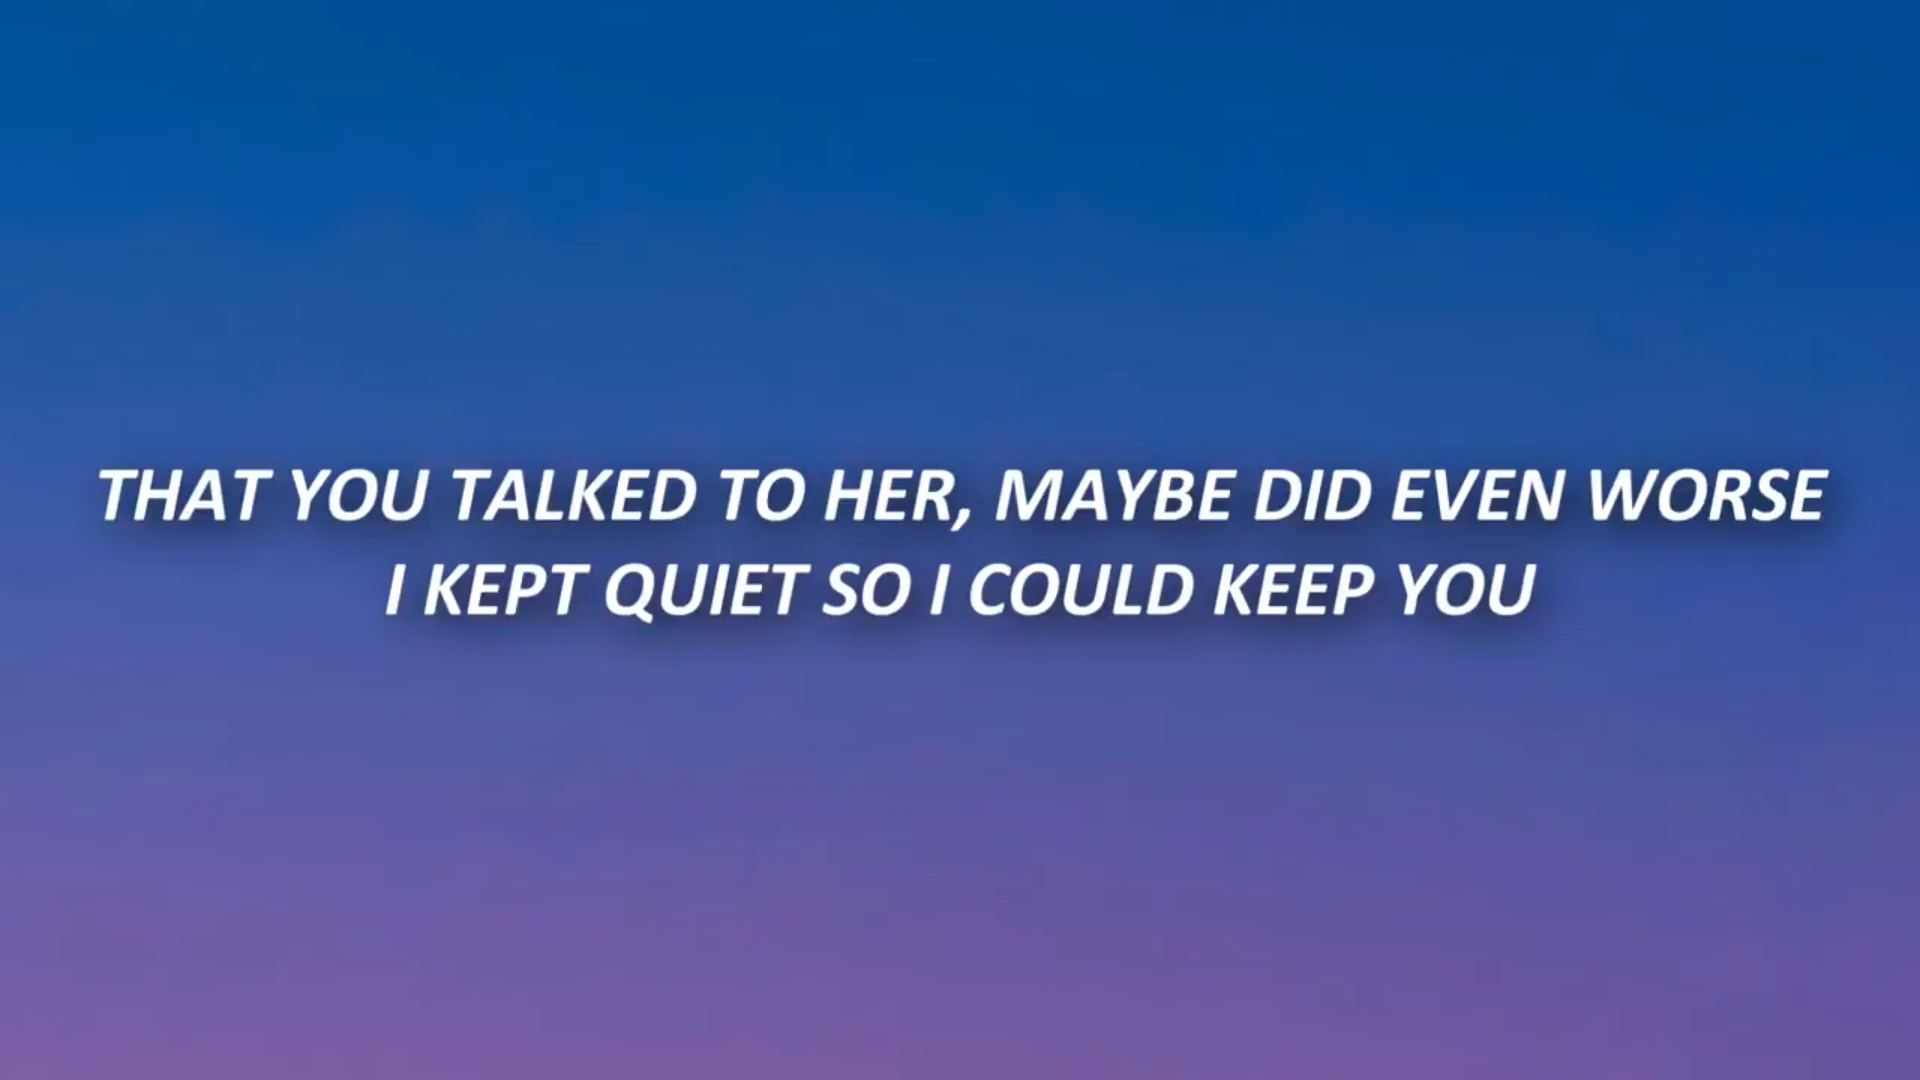 THAT YOU TALKED TO HER, MAYBE DID EVEN WORSE
I KEPT QUIET SO I COULD KEEP YOU